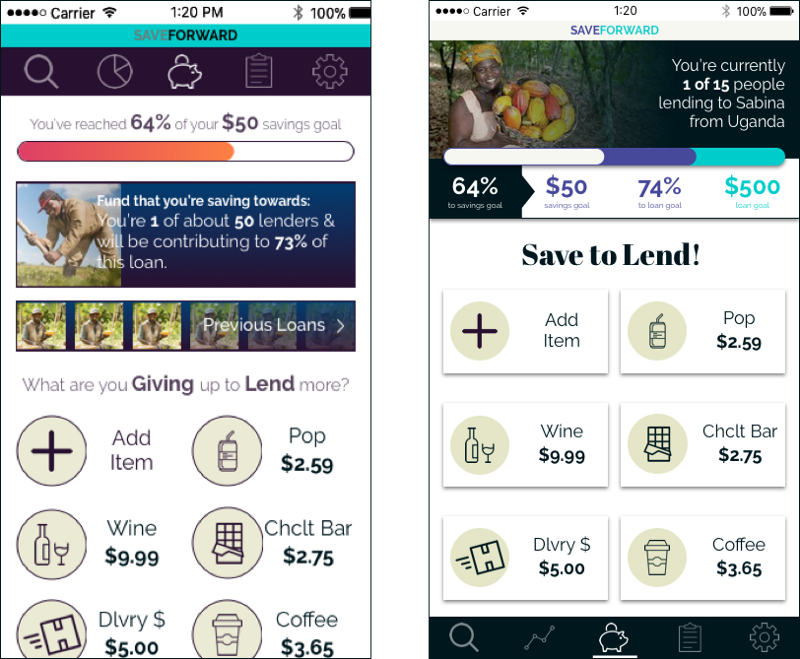 Carrier
1:20 PM
100%
SAVEFORWARD
You've reached 64% of your $50 savings goal
Fund that you're saving towards:
You're 1 of about 50 lenders &
will be contributing to 73% of
this loan.
Previous Loans
What are you Giving up to Lend more?
Add
Item
Pop
$2.59
Wine
$9.99
Chclt Bar
$2.75
Dlvry $
$5.00
Coffee
$3.65
Carrier
1:20
100%
SAVEFORWARD
You're currently
1 of 15 people
lending to Sabina
from Uganda
64%
to savings goal
$50
savings goal
74%
to loan goal
$500
loan goal
Save to Lend!
Add
Item
Pop
$2.59
Wine
$9.99
Chclt Bar
$2.75
Dlvry $
$5.00
Coffee
$3.65